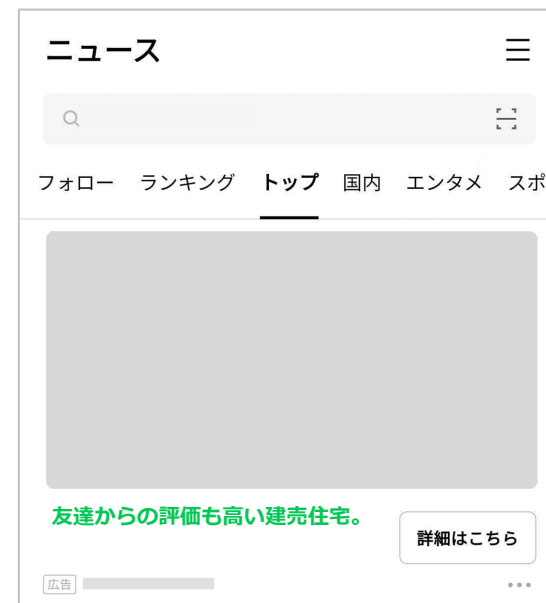 ニュース
フォロー ランキング トップ 国内 エンタメ スポ
友達からの評価も高い建売住宅。
詳細はこちら
広告